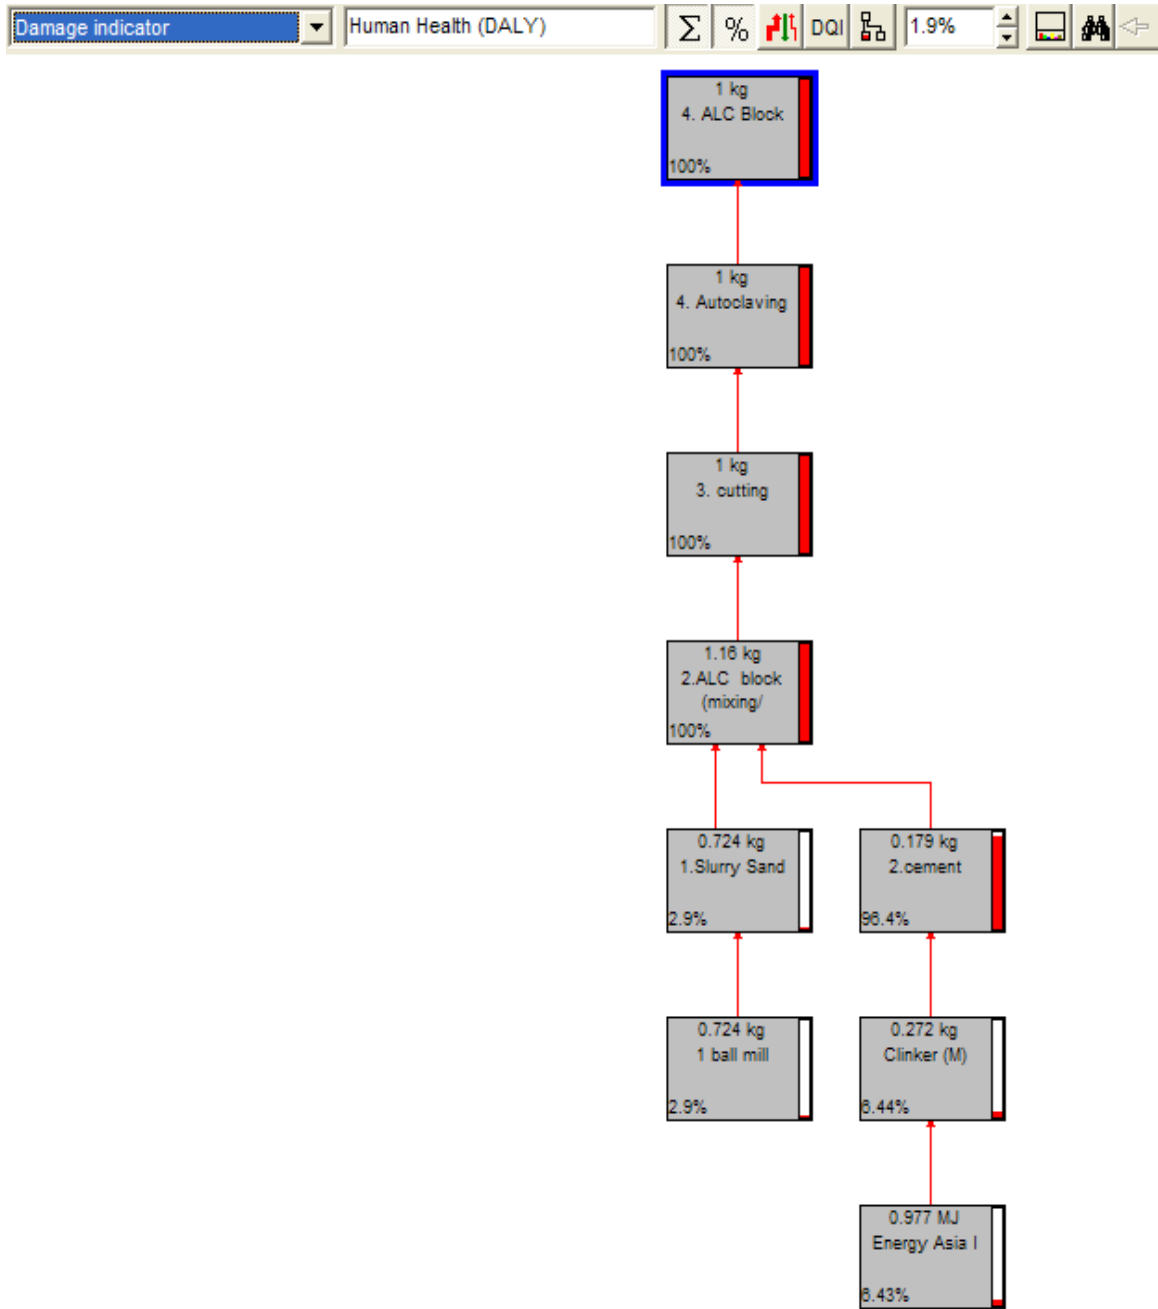 Damage indicator
Human Health (DALY)
Σ
%
DQI
1.9%
1 kg
4. ALC Block
100%
1 kg
4. Autoclaving
100%
1 kg
3. cutting
100%
1.16 kg
2.ALC block
(mixing/
100%
0.724 kg
1.Slurry Sand
2.9%
0.179 kg
2.cement
96.4%
0.724 kg
1 ball mill
2.9%
0.272 kg
Clinker (M)
6.44%
0.977 MJ
Energy Asia I
6.43%